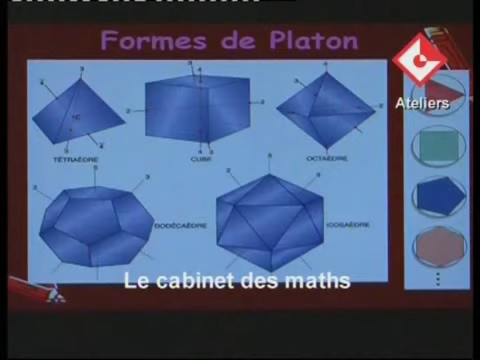 Formes de Platon
Ateliers
TÉTRAÈDRE
CUBE
OCTAÈDRE
DODÉCAÈDRE
ICOSAÈDRE
Le cabinet des maths